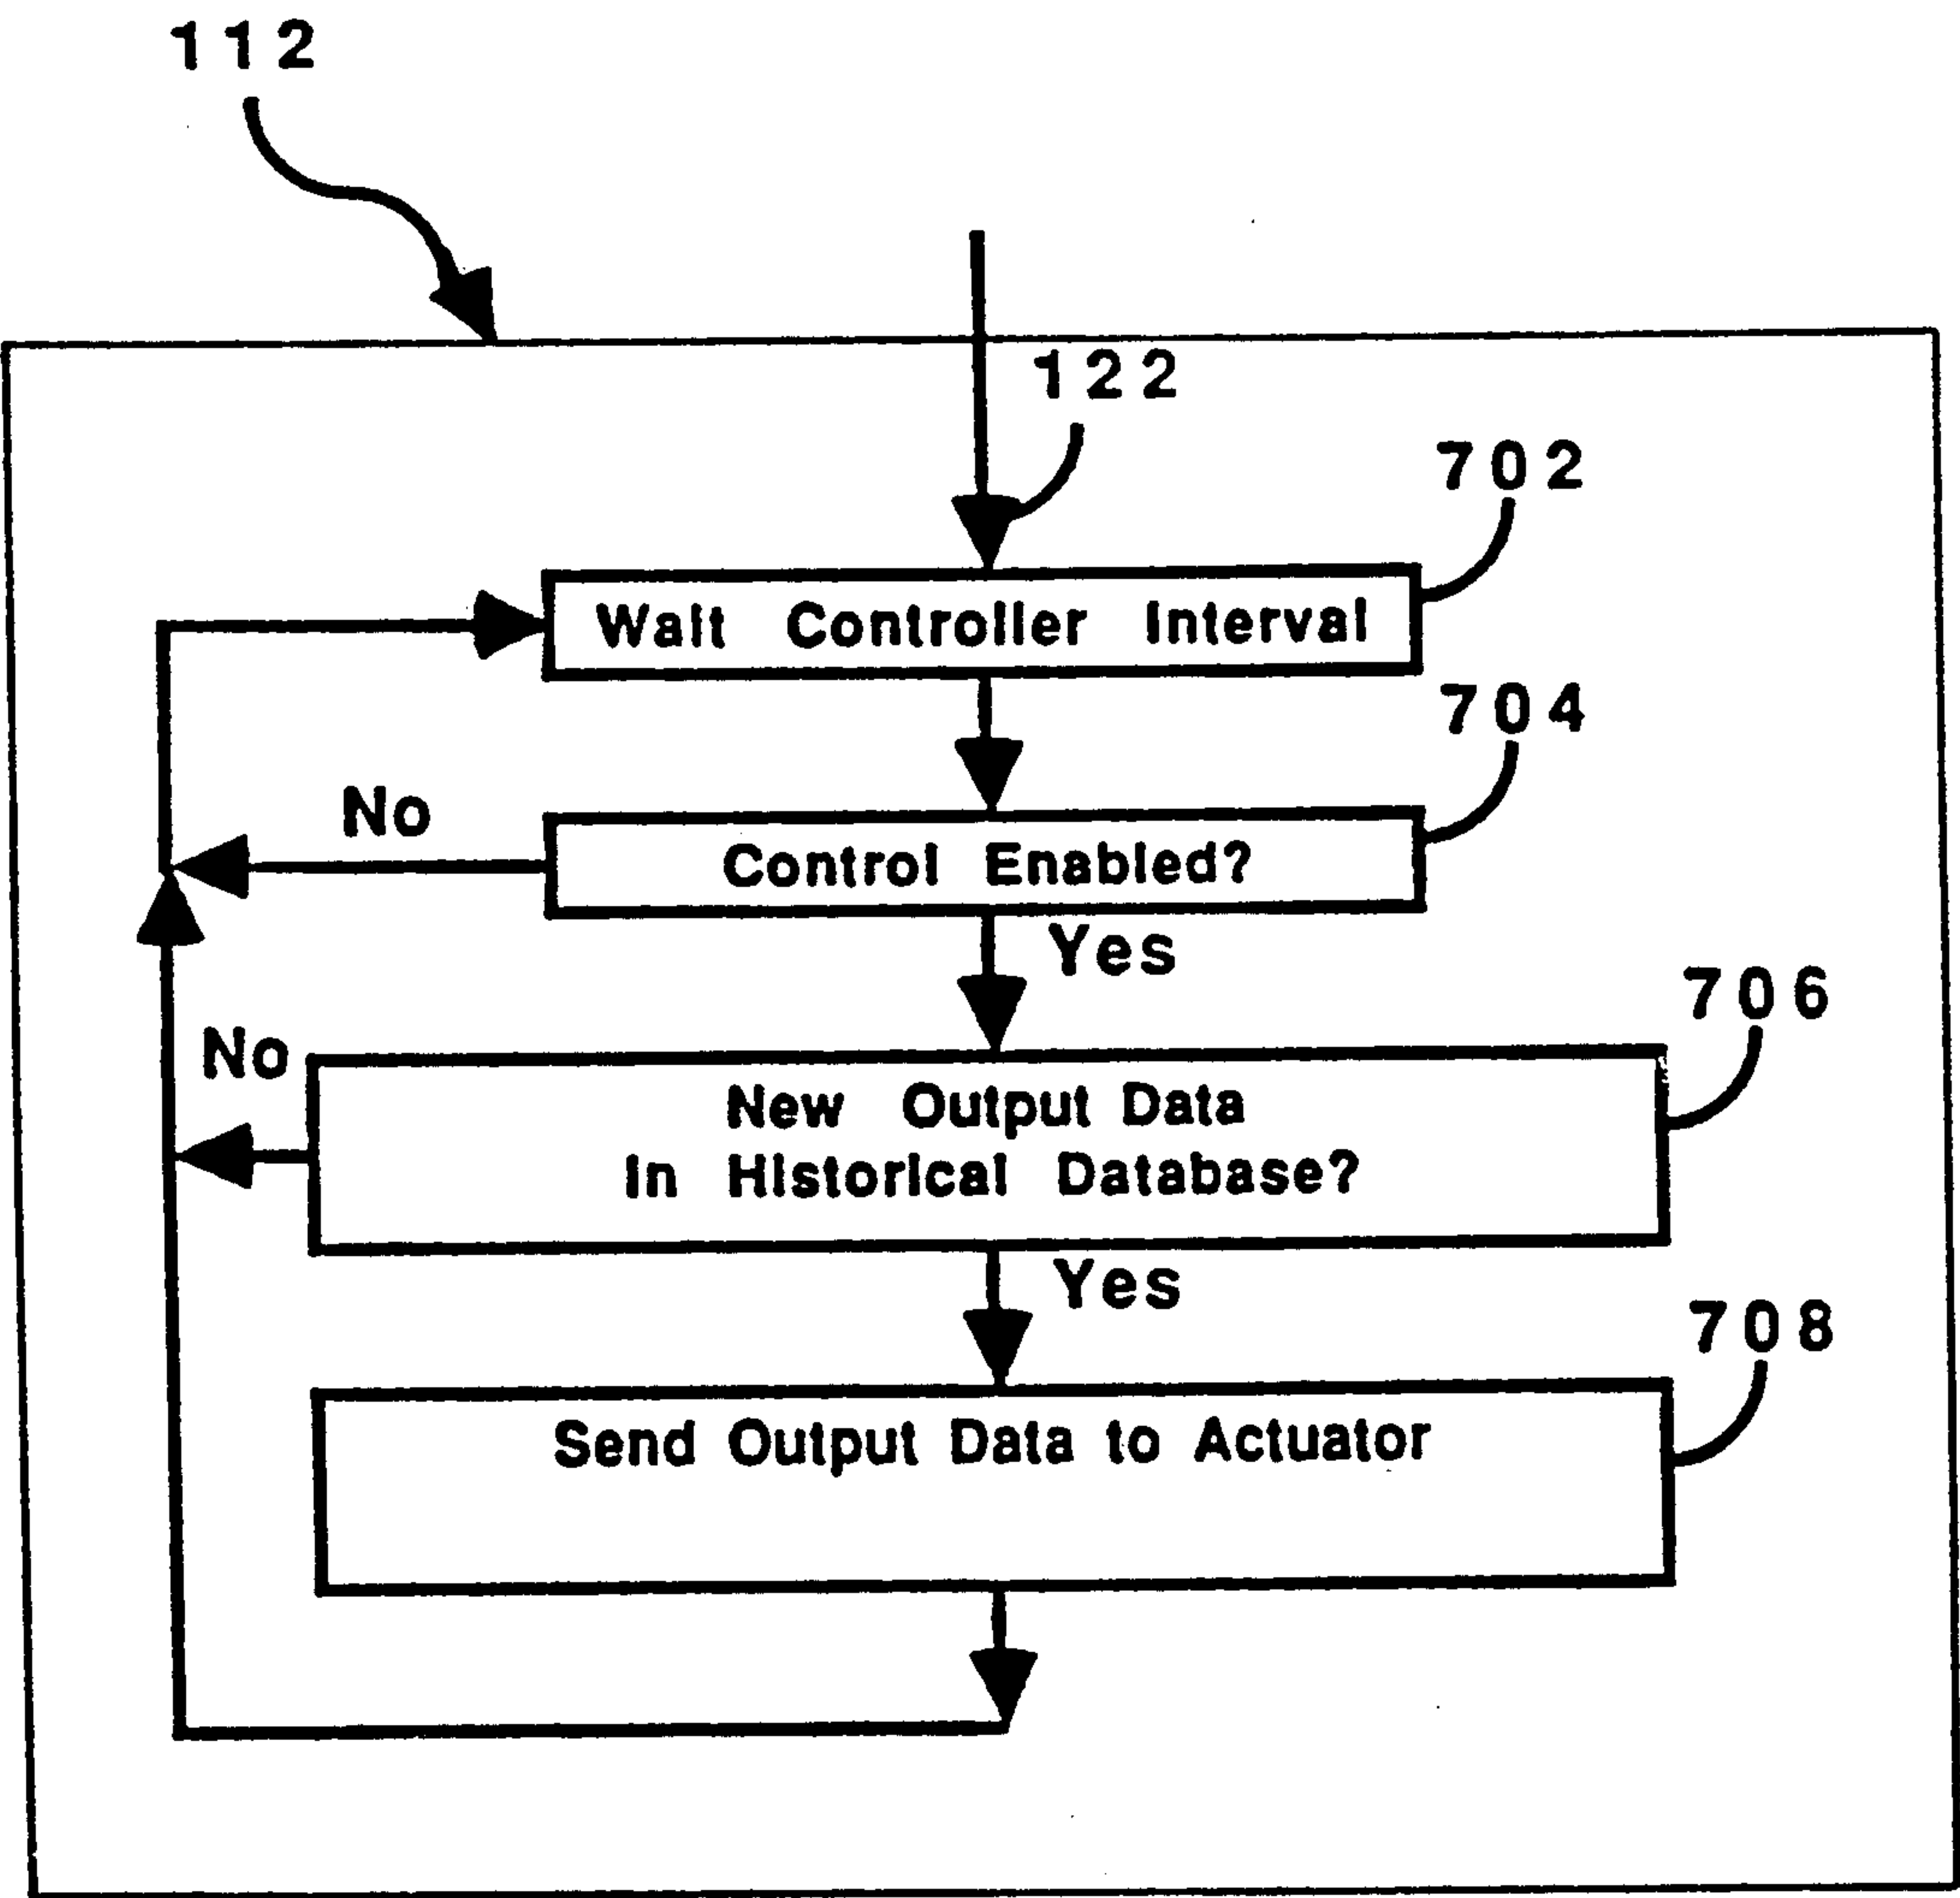 112
122
702
Wait Controller Interval
704
No
Control Enabled?
Yes
706
No
New Output Data
In Historical Database?
Yes
708
Send Output Data to Actuator